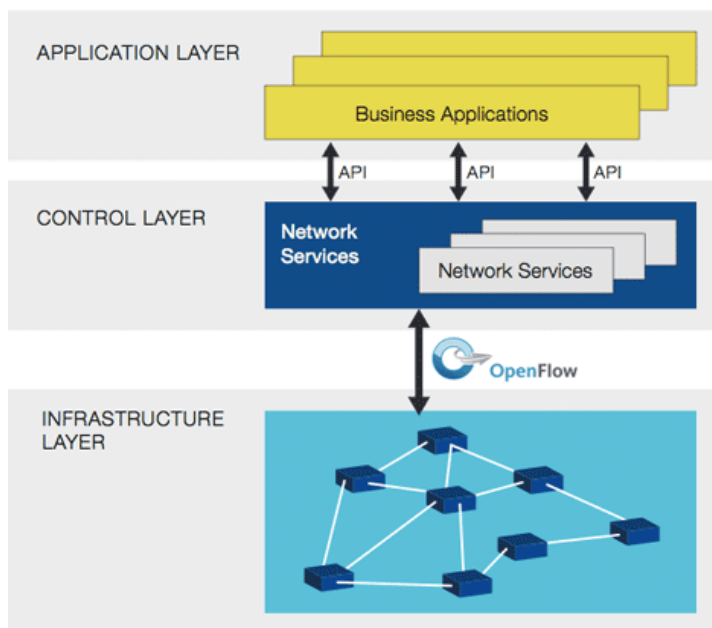 APPLICATION LAYER
Business Applications
API
API
API
CONTROL LAYER
Network
Services
Network Services
OpenFlow
INFRASTRUCTURE
LAYER